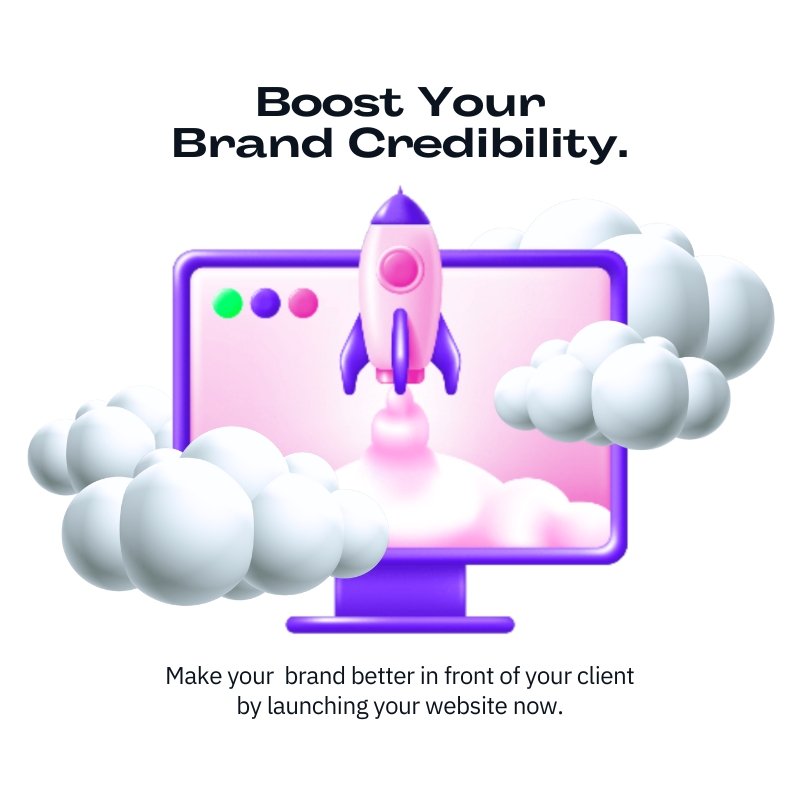 Boost Your
Brand Credibility.
Make your  brand better in front of your client
by launching your website now.